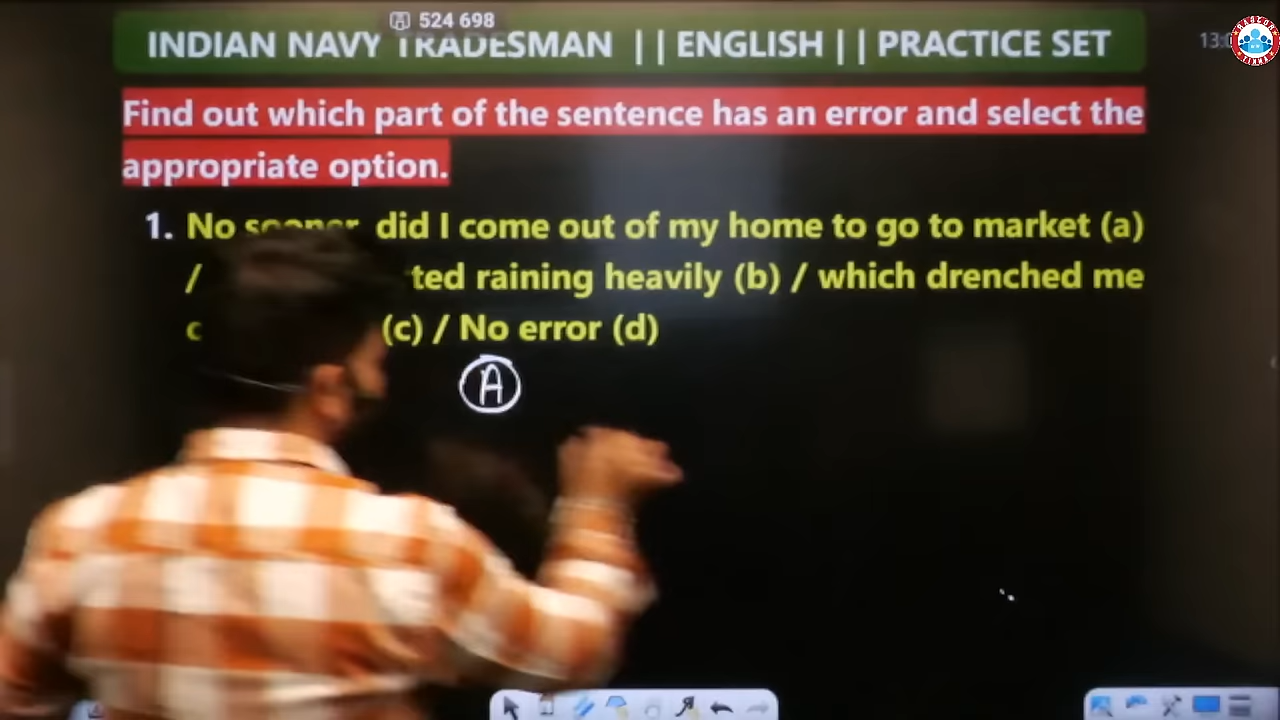 524 698
INDIAN NAVY TRADESMAN || ENGLISH || PRACTICE SET
Find out which part of the sentence has an error and select the
appropriate option.
1. No sooner did I come out of my home to go to market (a)
/ ted raining heavily (b) / which drenched me
c (c) / No error (d)
A